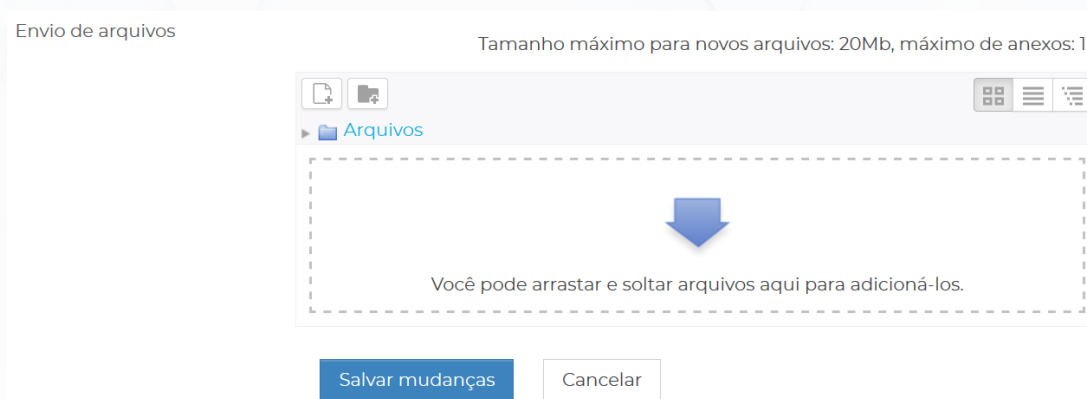 Envio de arquivos
Tamanho máximo para novos arquivos: 20Mb, máximo de anexos: 1
Arquivos
Você pode arrastar e soltar arquivos aqui para adicioná-los.
Salvar mudanças
Cancelar